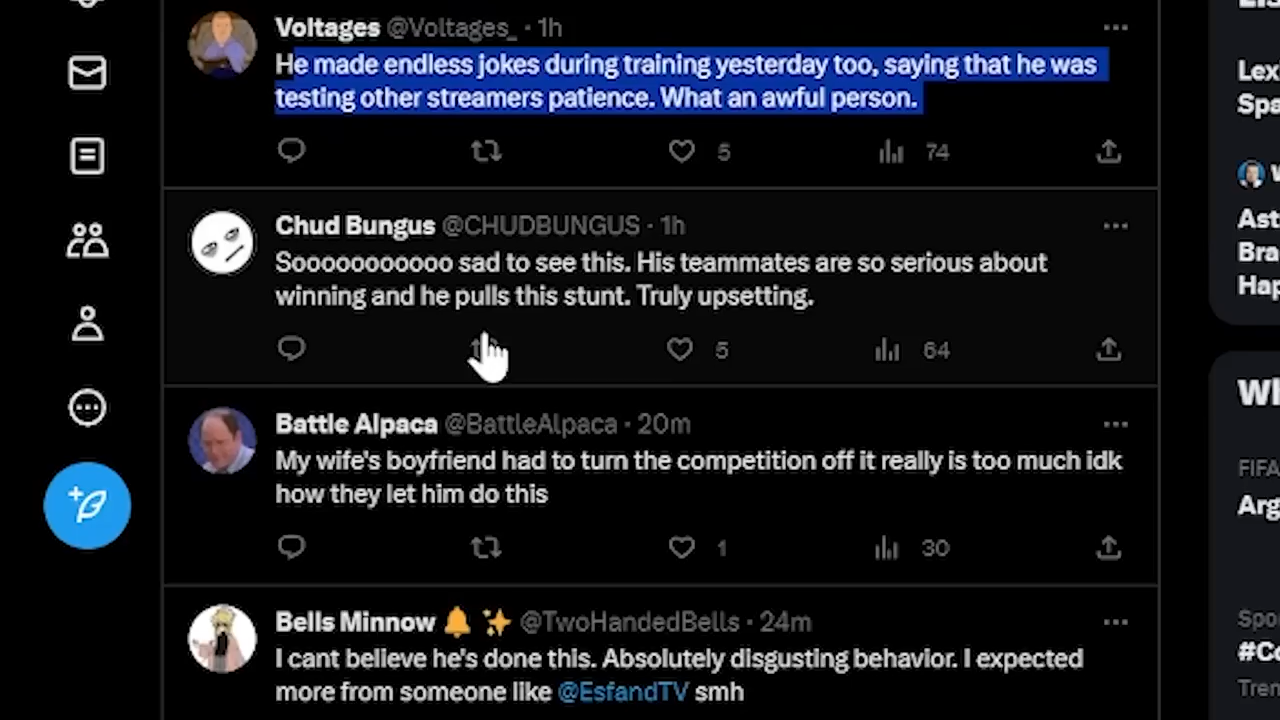 Voltages @Voltages_ · 1h
He made endless jokes during training yesterday too, saying that he was
testing other streamers patience. What an awful person.
5 74
Chud Bungus @CHUDBUNGUS · 1h
Sooooooooooo sad to see this. His teammates are so serious about
winning and he pulls this stunt. Truly upsetting.
5 64
Battle Alpaca @BattleAlpaca · 20m
My wife's boyfriend had to turn the competition off it really is too much idk
how they let him do this
1 30
Bells Minnow 🔔 ✨ @TwoHandedBells · 24m
I cant believe he's done this. Absolutely disgusting behavior. I expected
more from someone like @EsfandTV smh
Lex
Spa
Ast
Bra
Hap
Wh
FIFA
Arg
Spo
#Co
Tren